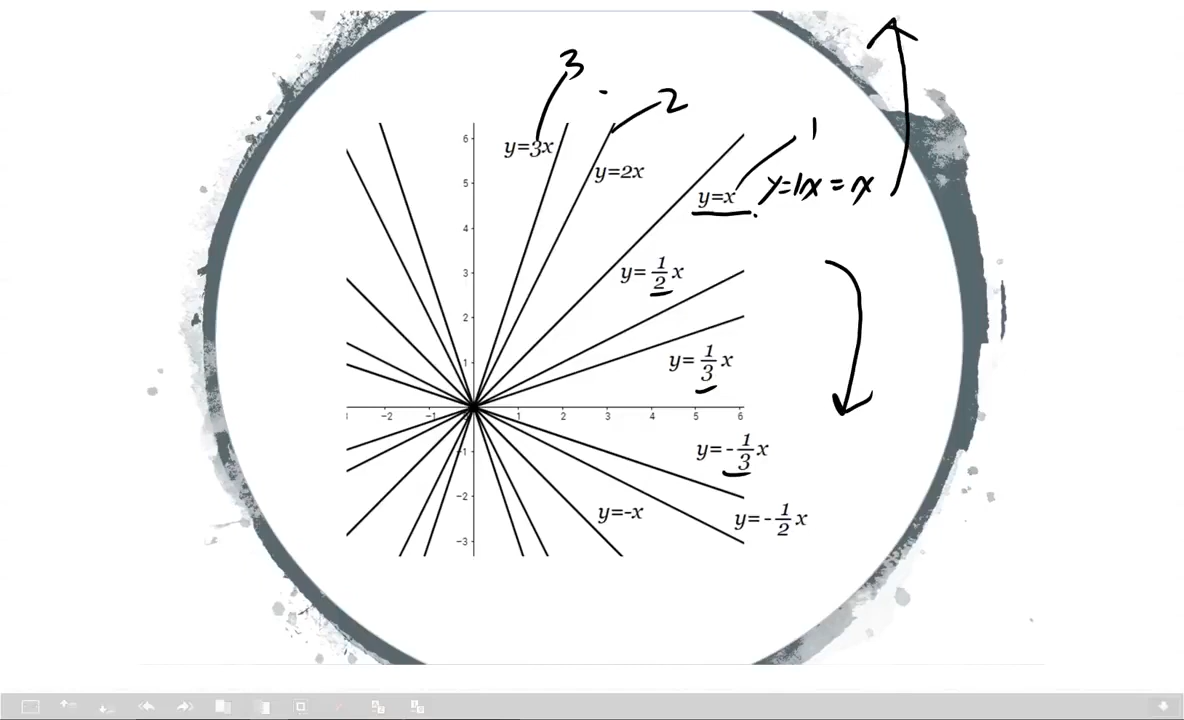 3
2
1
y=3x
y=2x
y=x
y=1x=x
y=1/2x
y=1/3x
y=-1/3x
y=-1/2x
y=-x
6
5
4
3
2
1
-2
-1
1
2
3
4
5
6
-1
-2
-3